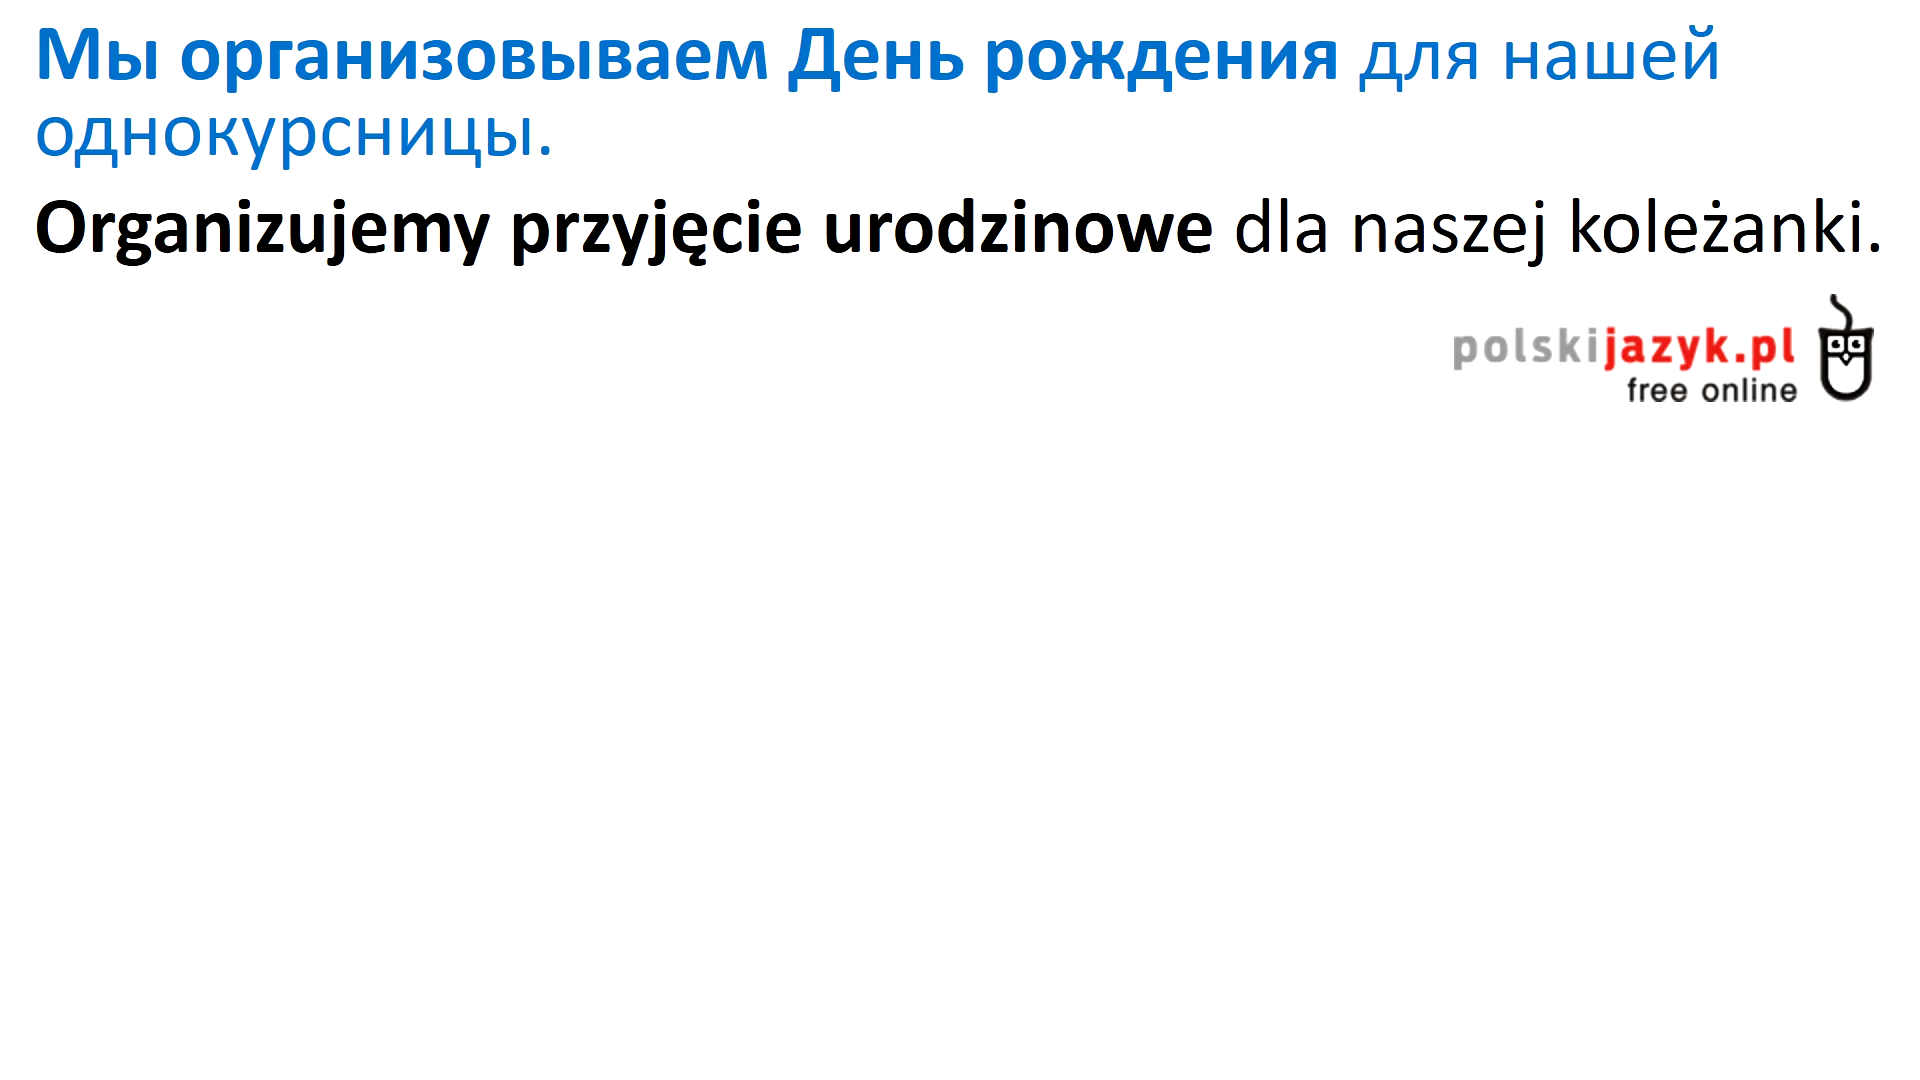 Мы организовываем День рождения для нашей
однокурсницы.
Organizujemy przyjęcie urodzinowe dla naszej koleżanki.
polskijazyk.pl
free online